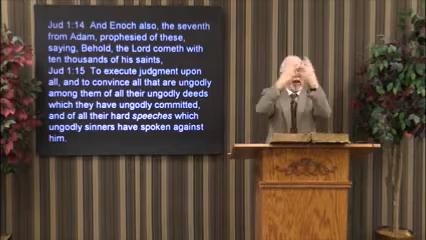 Jud 1:14 And Enoch also, the seventh
from Adam, prophesied of these,
saying, Behold, the Lord cometh with
ten thousands of his saints,
Jud 1:15 To execute judgment upon
all, and to convince all that are ungodly
among them of all their ungodly deeds
which they have ungodly committed,
and of all their hard speeches which
ungodly sinners have spoken against
him.